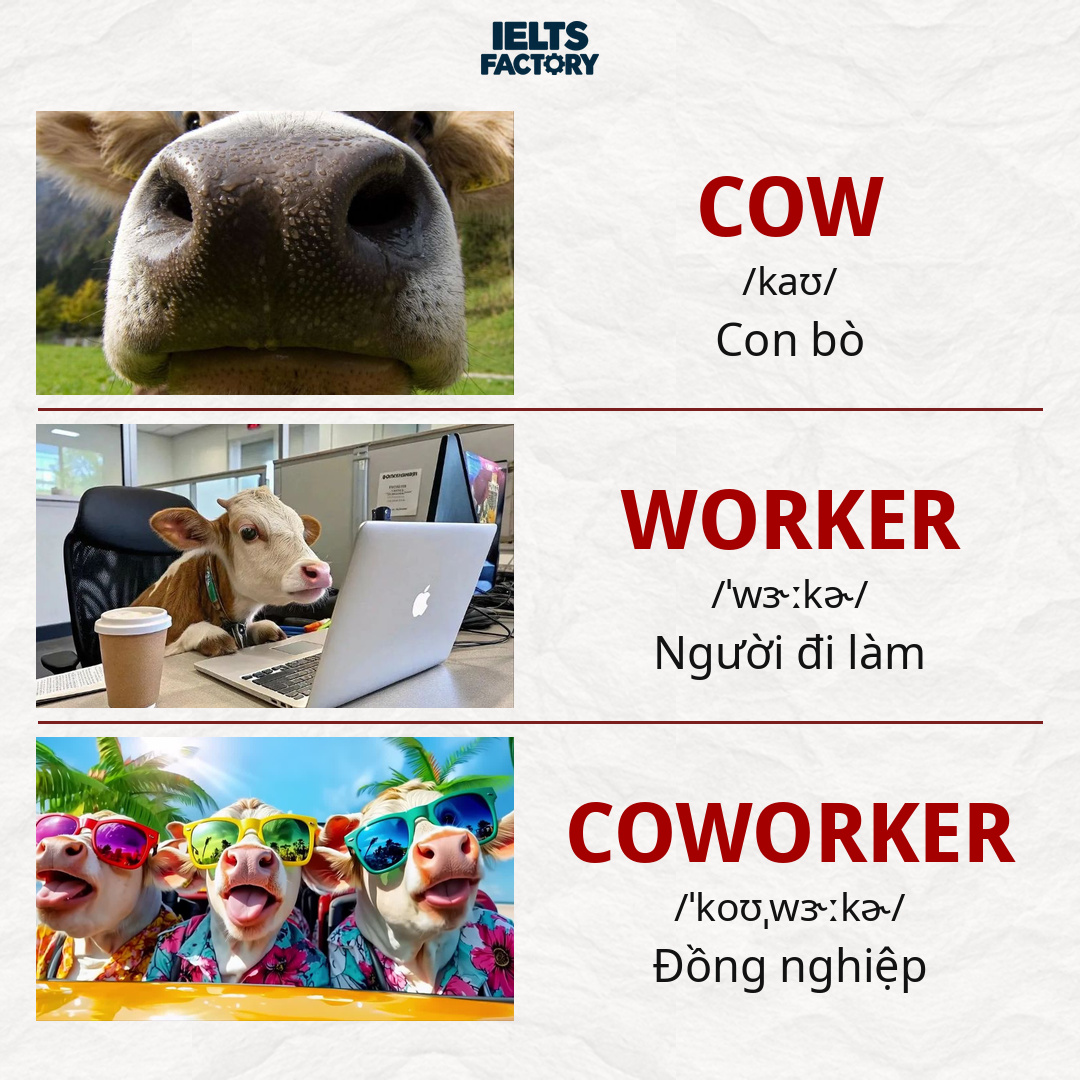 IELTS
FACTORY
COW
/kaʊ/
Con bò
WORKER
/ˈwɝːkɚ/
Người đi làm
COWORKER
/ˈkoʊˌwɝːkɚ/
Đồng nghiệp